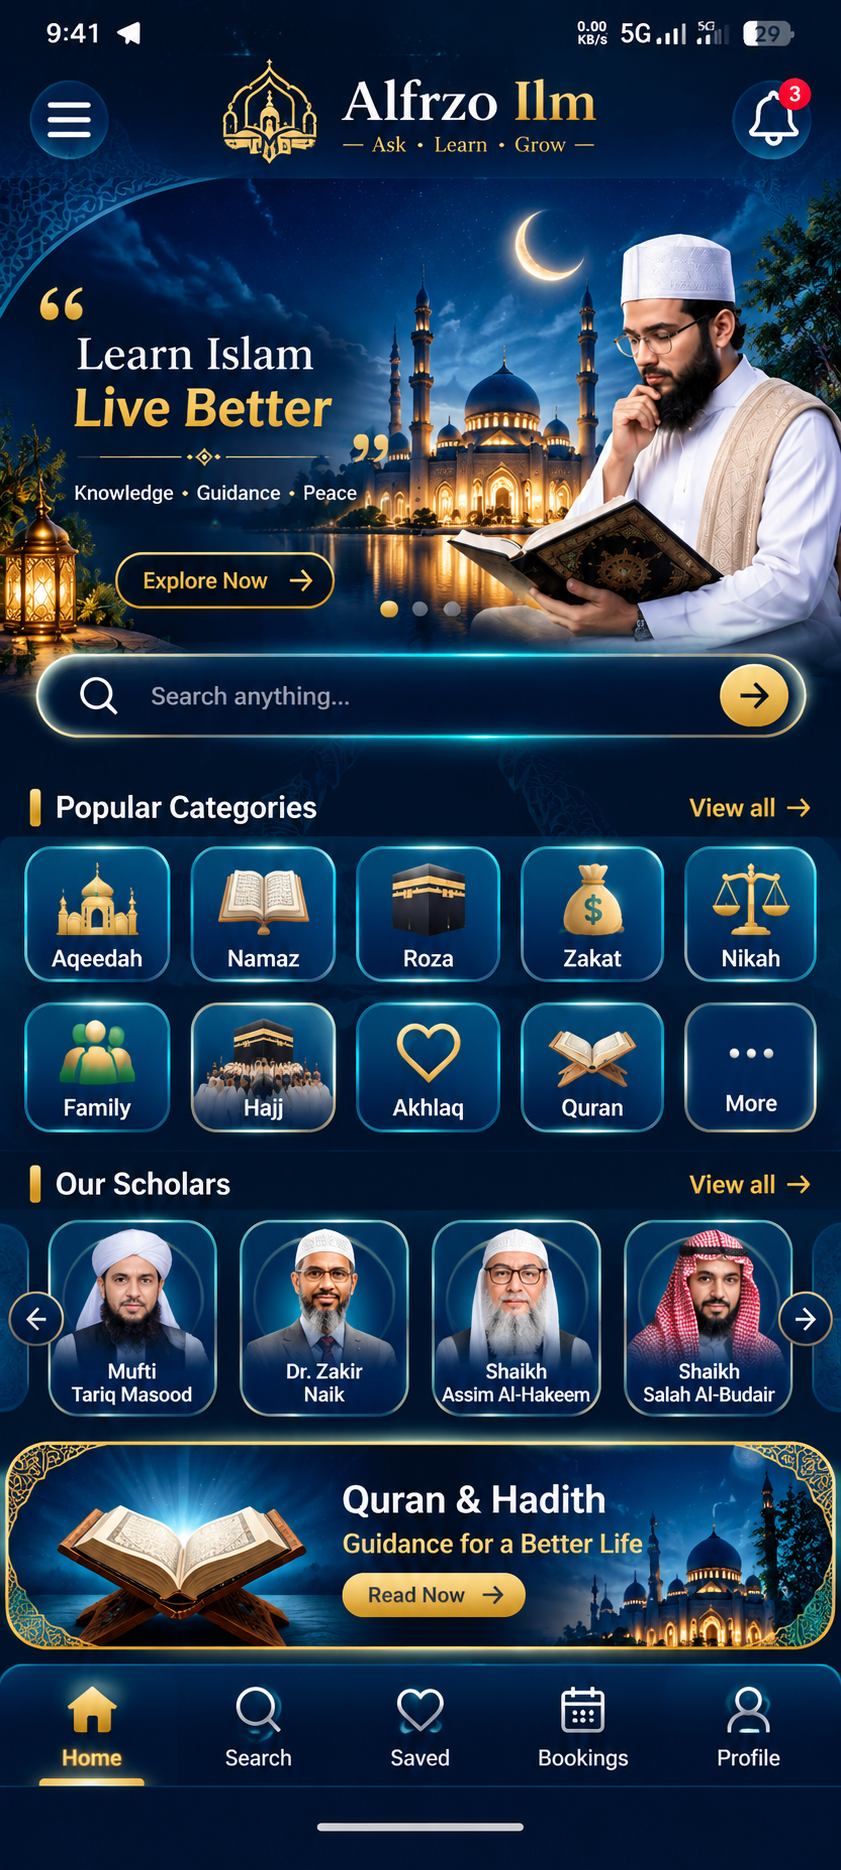 9:41
0.00
KB/s
5G
5G
29
3
Alfrzo Ilm
Ask • Learn • Grow
“
Learn Islam
Live Better
”
Knowledge • Guidance • Peace
Explore Now →
Search anything...
→
Popular Categories
View all →
Aqeedah
Namaz
Roza
$
Zakat
Nikah
Family
Hajj
Akhlaq
Quran
More
Our Scholars
View all →
Mufti
Tariq Masood
Dr. Zakir
Naik
Shaikh
Assim Al-Hakeem
Shaikh
Salah Al-Budair
Quran & Hadith
Guidance for a Better Life
Read Now →
Home
Search
Saved
Bookings
Profile